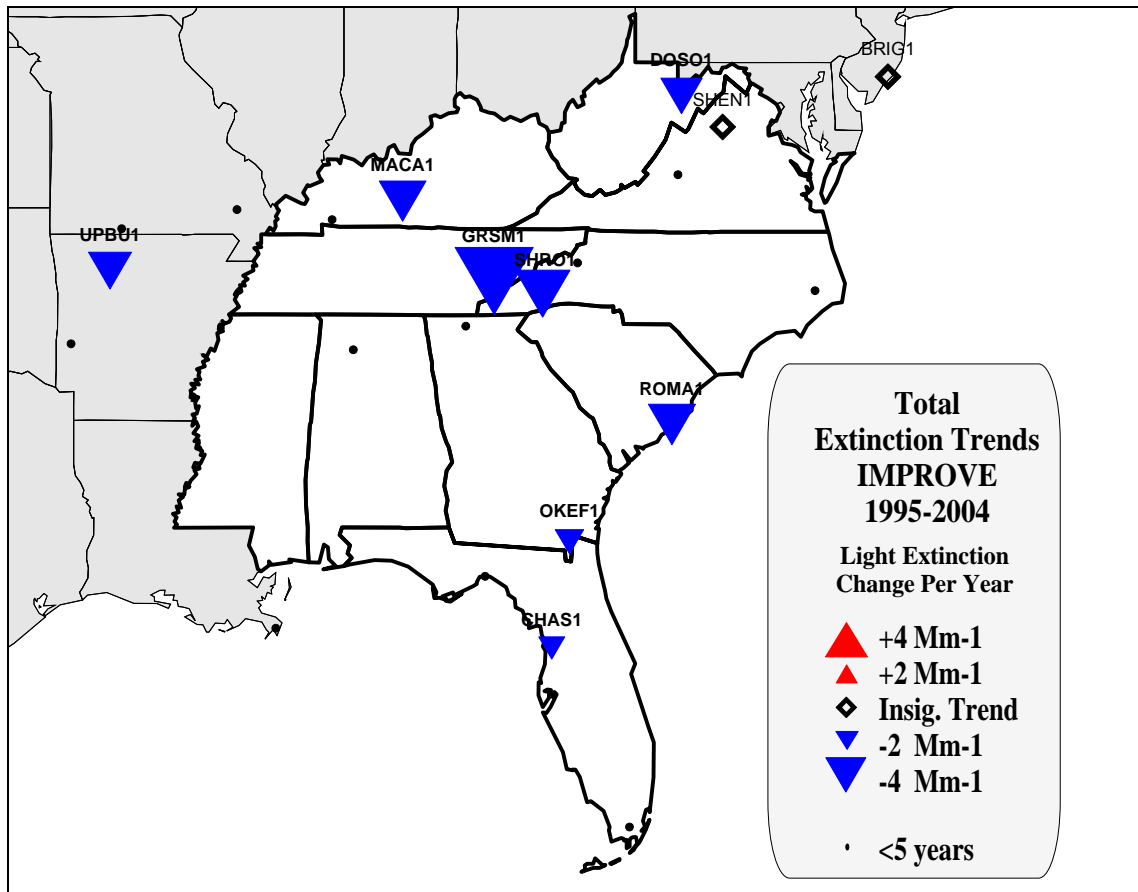 BRIG1
DOSO1
SHEN1
MACA1
UPBU1
GRSM1
SHRO1
ROMA1
OKEF1
CHAS1
Total
Extinction Trends
IMPROVE
1995-2004
Light Extinction
Change Per Year
+4 Mm-1
+2 Mm-1
Insig. Trend
-2 Mm-1
-4 Mm-1
<5 years